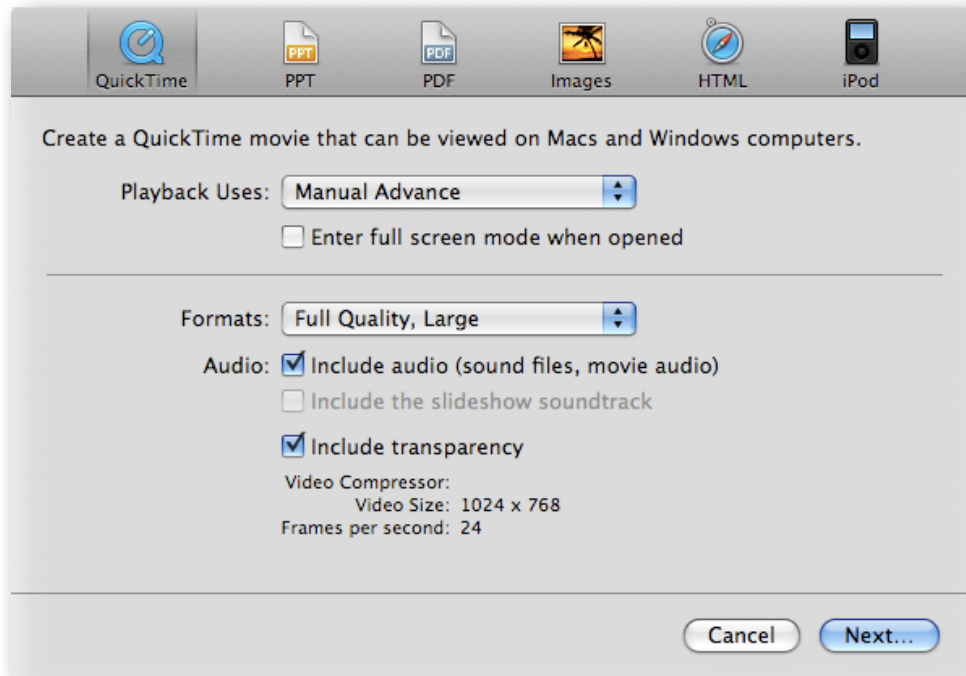 PPT
PDF
QuickTime PPT PDF Images HTML iPod
Create a QuickTime movie that can be viewed on Macs and Windows computers.
Playback Uses: Manual Advance
Enter full screen mode when opened
Formats: Full Quality, Large
Audio: Include audio (sound files, movie audio)
Include the slideshow soundtrack
Include transparency
Video Compressor:
Video Size: 1024 x 768
Frames per second: 24
Cancel Next...